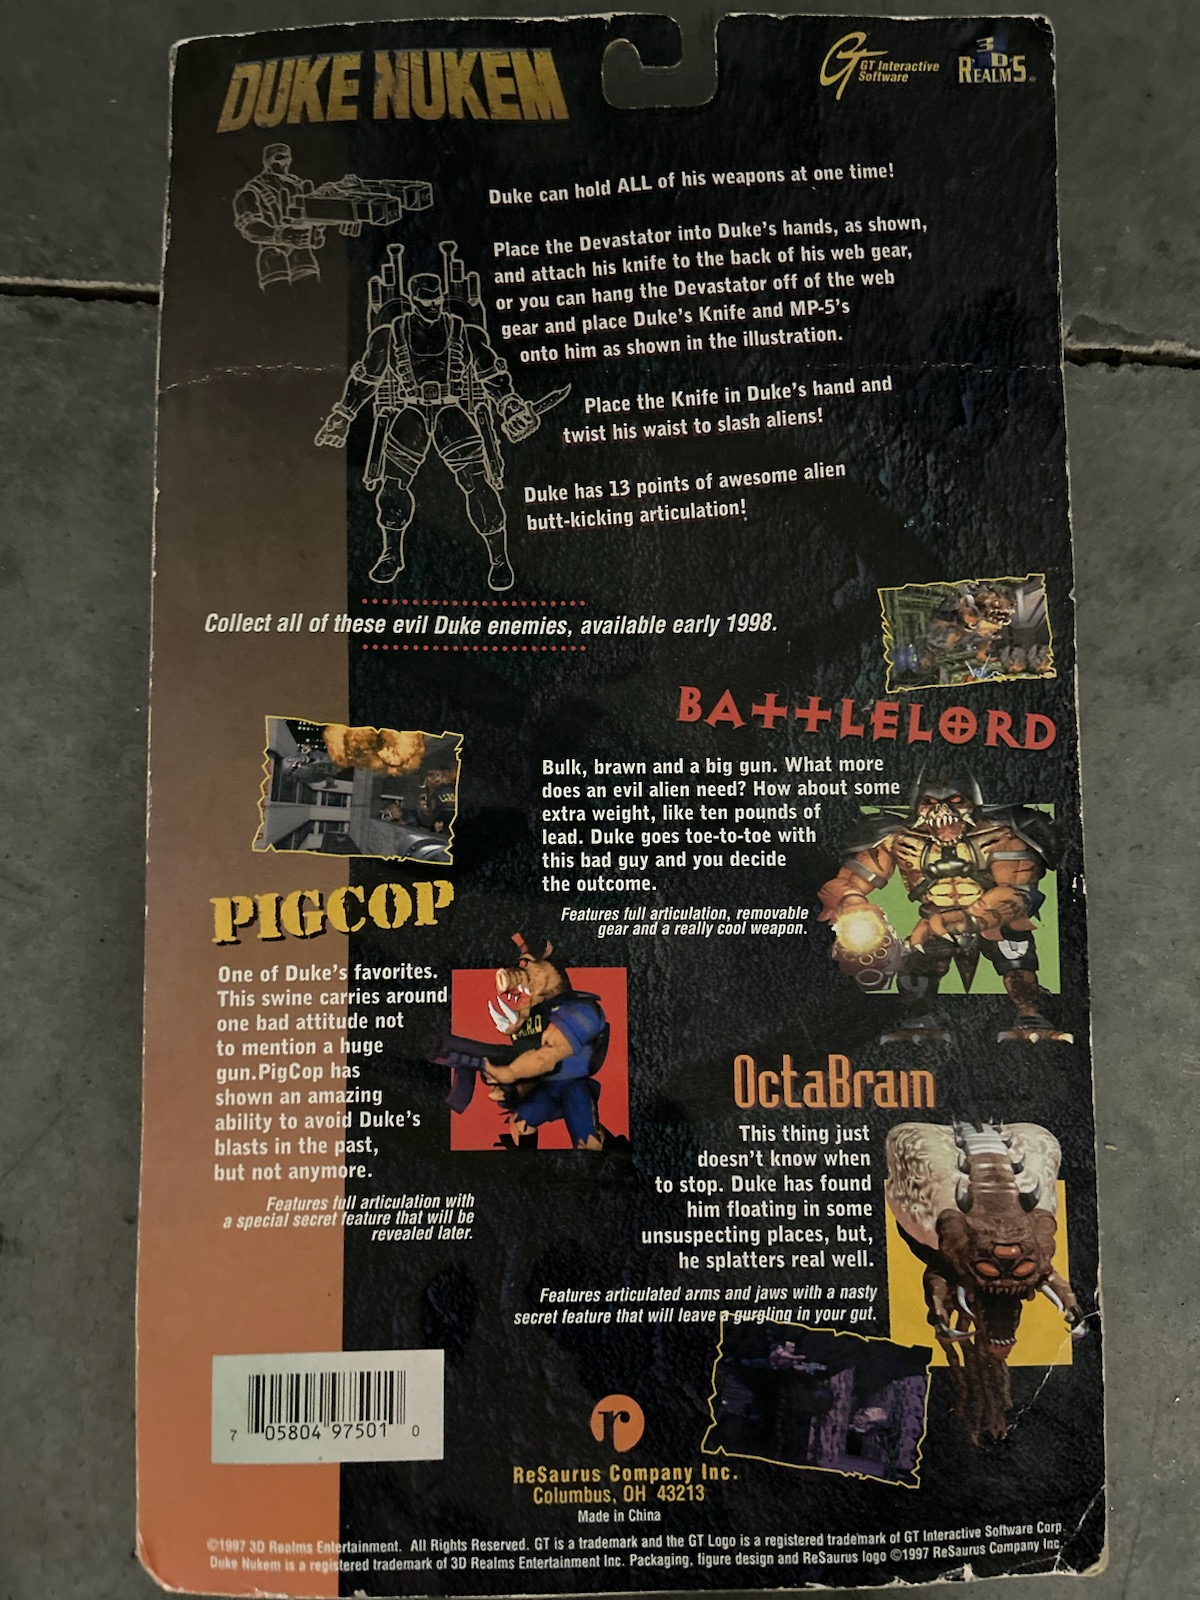 DUKE NUKEM
GT Interactive
Software
3D
REALMS
Duke can hold ALL of his weapons at one time!
Place the Devastator into Duke's hands, as shown,
and attach his knife to the back of his web gear,
or you can hang the Devastator off of the web
gear and place Duke's Knife and MP-5's
onto him as shown in the illustration.
Place the Knife in Duke's hand and
twist his waist to slash aliens!
Duke has 13 points of awesome alien
butt-kicking articulation!
Collect all of these evil Duke enemies, available early 1998.
BATTLELORD
Bulk, brawn and a big gun. What more
does an evil alien need? How about some
extra weight, like ten pounds of
lead. Duke goes toe-to-toe with
this bad guy and you decide
the outcome.
Features full articulation, removable
gear and a really cool weapon.
PIGCOP
One of Duke's favorites.
This swine carries around
one bad attitude not
to mention a huge
gun.PigCop has
shown an amazing
ability to avoid Duke's
blasts in the past,
but not anymore.
Features full articulation with
a special secret feature that will be
revealed later.
OctaBrain
This thing just
doesn't know when
to stop. Duke has found
him floating in some
unsuspecting places, but,
he splatters real well.
Features articulated arms and jaws with a nasty
secret feature that will leave a gurgling in your gut.
7 05804 97501 0
r
ReSaurus Company Inc.
Columbus, OH 43213
Made in China
©1997 3D Realms Entertainment. All Rights Reserved. GT is a trademark and the GT Logo is a registered trademark of GT Interactive Software Corp.
Duke Nukem is a registered trademark of 3D Realms Entertainment Inc. Packaging, figure design and ReSaurus logo ©1997 ReSaurus Company Inc.